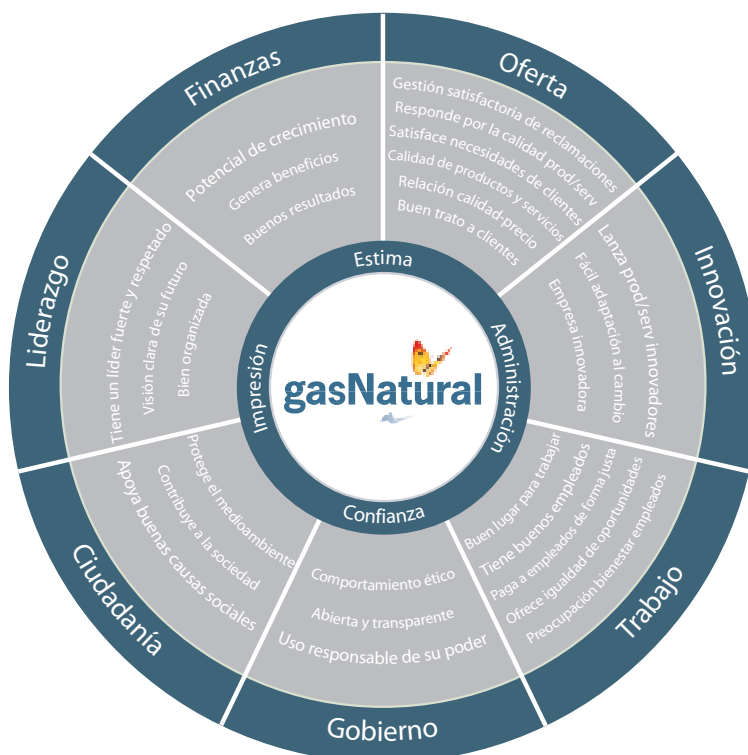 Finanzas
Potencial de crecimiento
Genera beneficios
Buenos resultados
Oferta
Gestión satisfactoria de reclamaciones
Responde por la calidad prod/serv
Satisface necesidades de clientes
Calidad de productos y servicios
Relación calidad-precio
Buen trato a clientes
Innovación
Lanza prod/serv innovadores
Fácil adaptación al cambio
Empresa innovadora
Trabajo
Buen lugar para trabajar
Tiene buenos empleados
Paga a empleados de forma justa
Ofrece igualdad de oportunidades
Preocupación bienestar empleados
Gobierno
Comportamiento ético
Abierta y transparente
Uso responsable de su poder
Ciudadanía
Protege el medioambiente
Contribuye a la sociedad
Apoya buenas causas sociales
Liderazgo
Tiene un líder fuerte y respetado
Visión clara de su futuro
Bien organizada
Estima
Administración
Confianza
Impresión
gasNatural